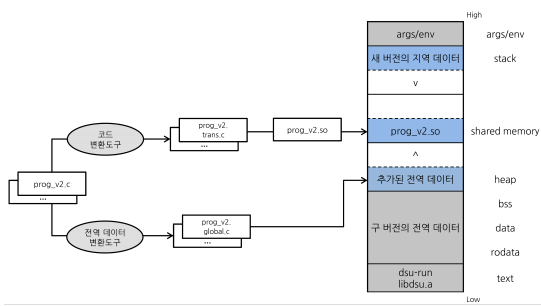 High
args/env
args/env
새 버전의 지역 데이터
stack
v
코드
변환도구
prog_v2.
trans.c
...
prog_v2.so
prog_v2.so
shared memory
^
prog_v2.c
...
추가된 전역 데이터
heap
bss
전역 데이터
변환도구
prog_v2.
global.c
...
구 버전의 전역 데이터
data
rodata
dsu-run
libdsu.a
text
Low